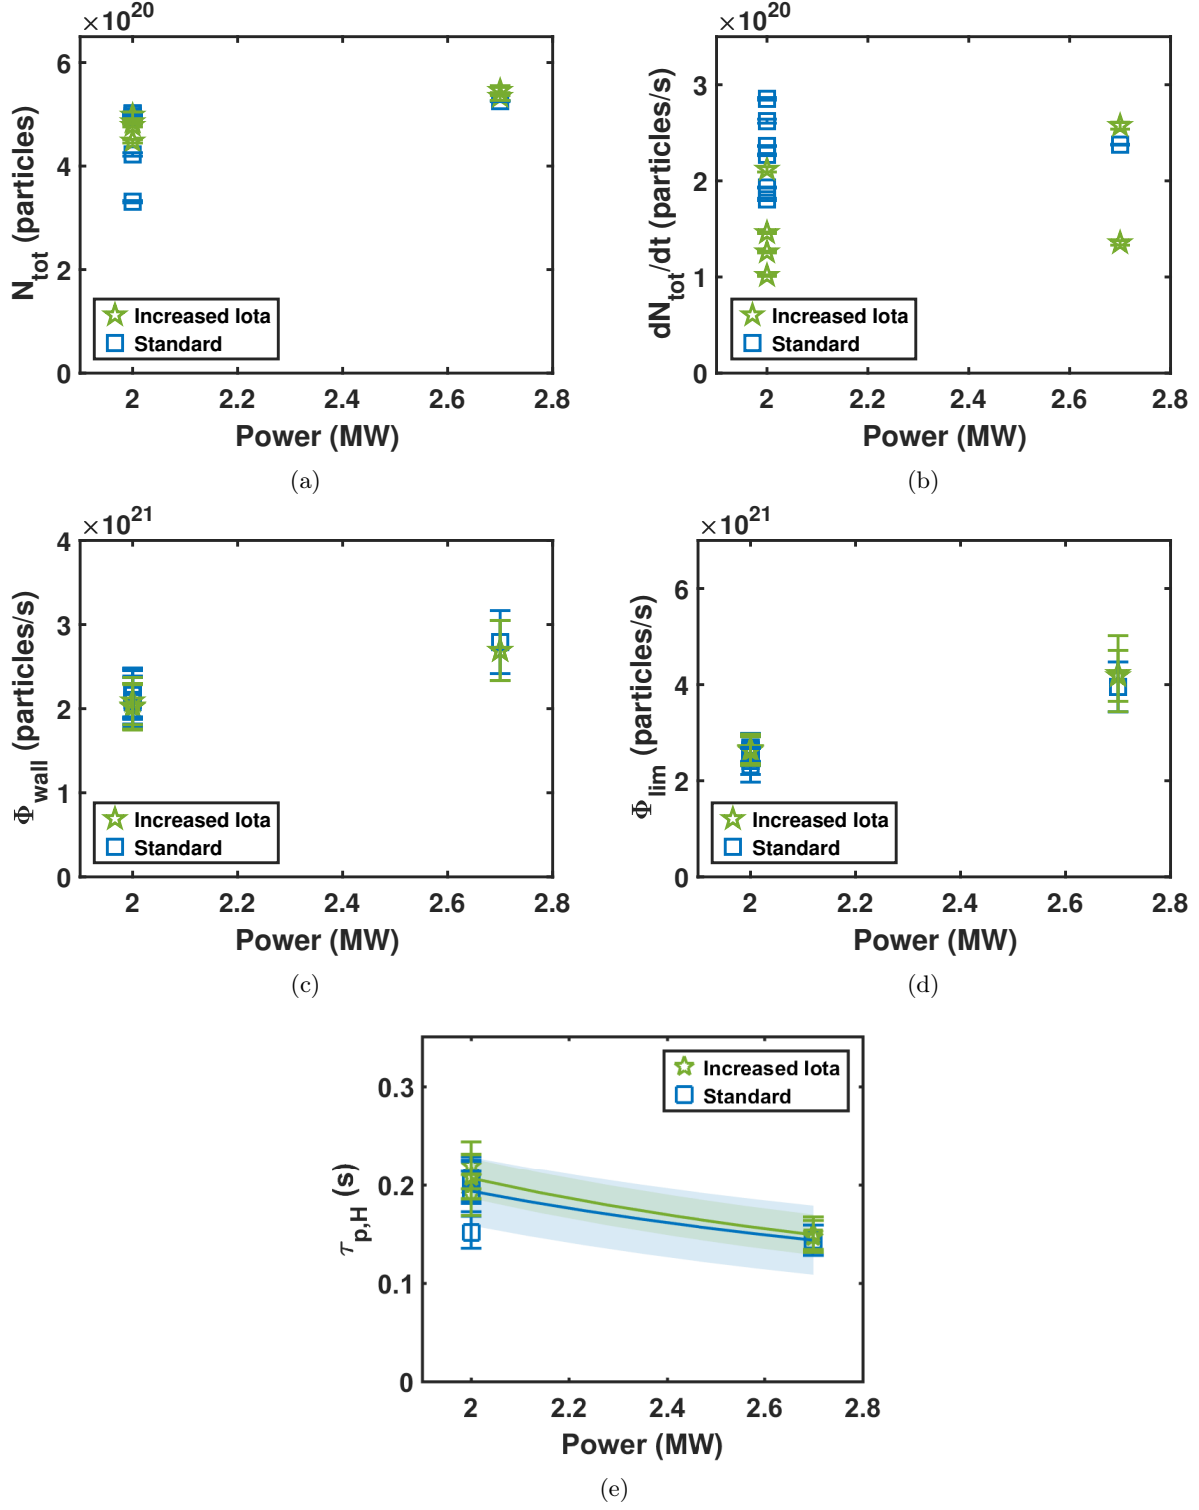 ×10^20
6
4
2
0
N_tot (particles)
Increased Iota
Standard
2 2.2 2.4 2.6 2.8
Power (MW)
(a)
×10^20
3
2
1
0
dN_tot/dt (particles/s)
Increased Iota
Standard
2 2.2 2.4 2.6 2.8
Power (MW)
(b)
×10^21
4
3
2
1
0
Φ_wall (particles/s)
Increased Iota
Standard
2 2.2 2.4 2.6 2.8
Power (MW)
(c)
×10^21
6
4
2
0
Φ_lim (particles/s)
Increased Iota
Standard
2 2.2 2.4 2.6 2.8
Power (MW)
(d)
0.3
0.2
0.1
0
τ_p,H (s)
Increased Iota
Standard
2 2.2 2.4 2.6 2.8
Power (MW)
(e)